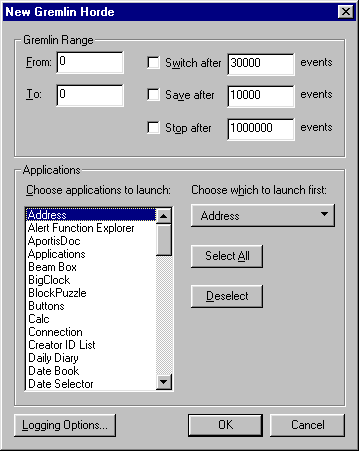 New Gremlin Horde
Gremlin Range
From: 0 Switch after 30000 events
To: 0 Save after 10000 events
Stop after 1000000 events
Applications
Choose applications to launch: Choose which to launch first:
Address Address
Alert Function Explorer
AportisDoc
Applications
Beam Box Select All
BigClock
BlockPuzzle Deselect
Buttons
Calc
Connection
Creator ID List
Daily Diary
Date Book
Date Selector
Logging Options... OK Cancel